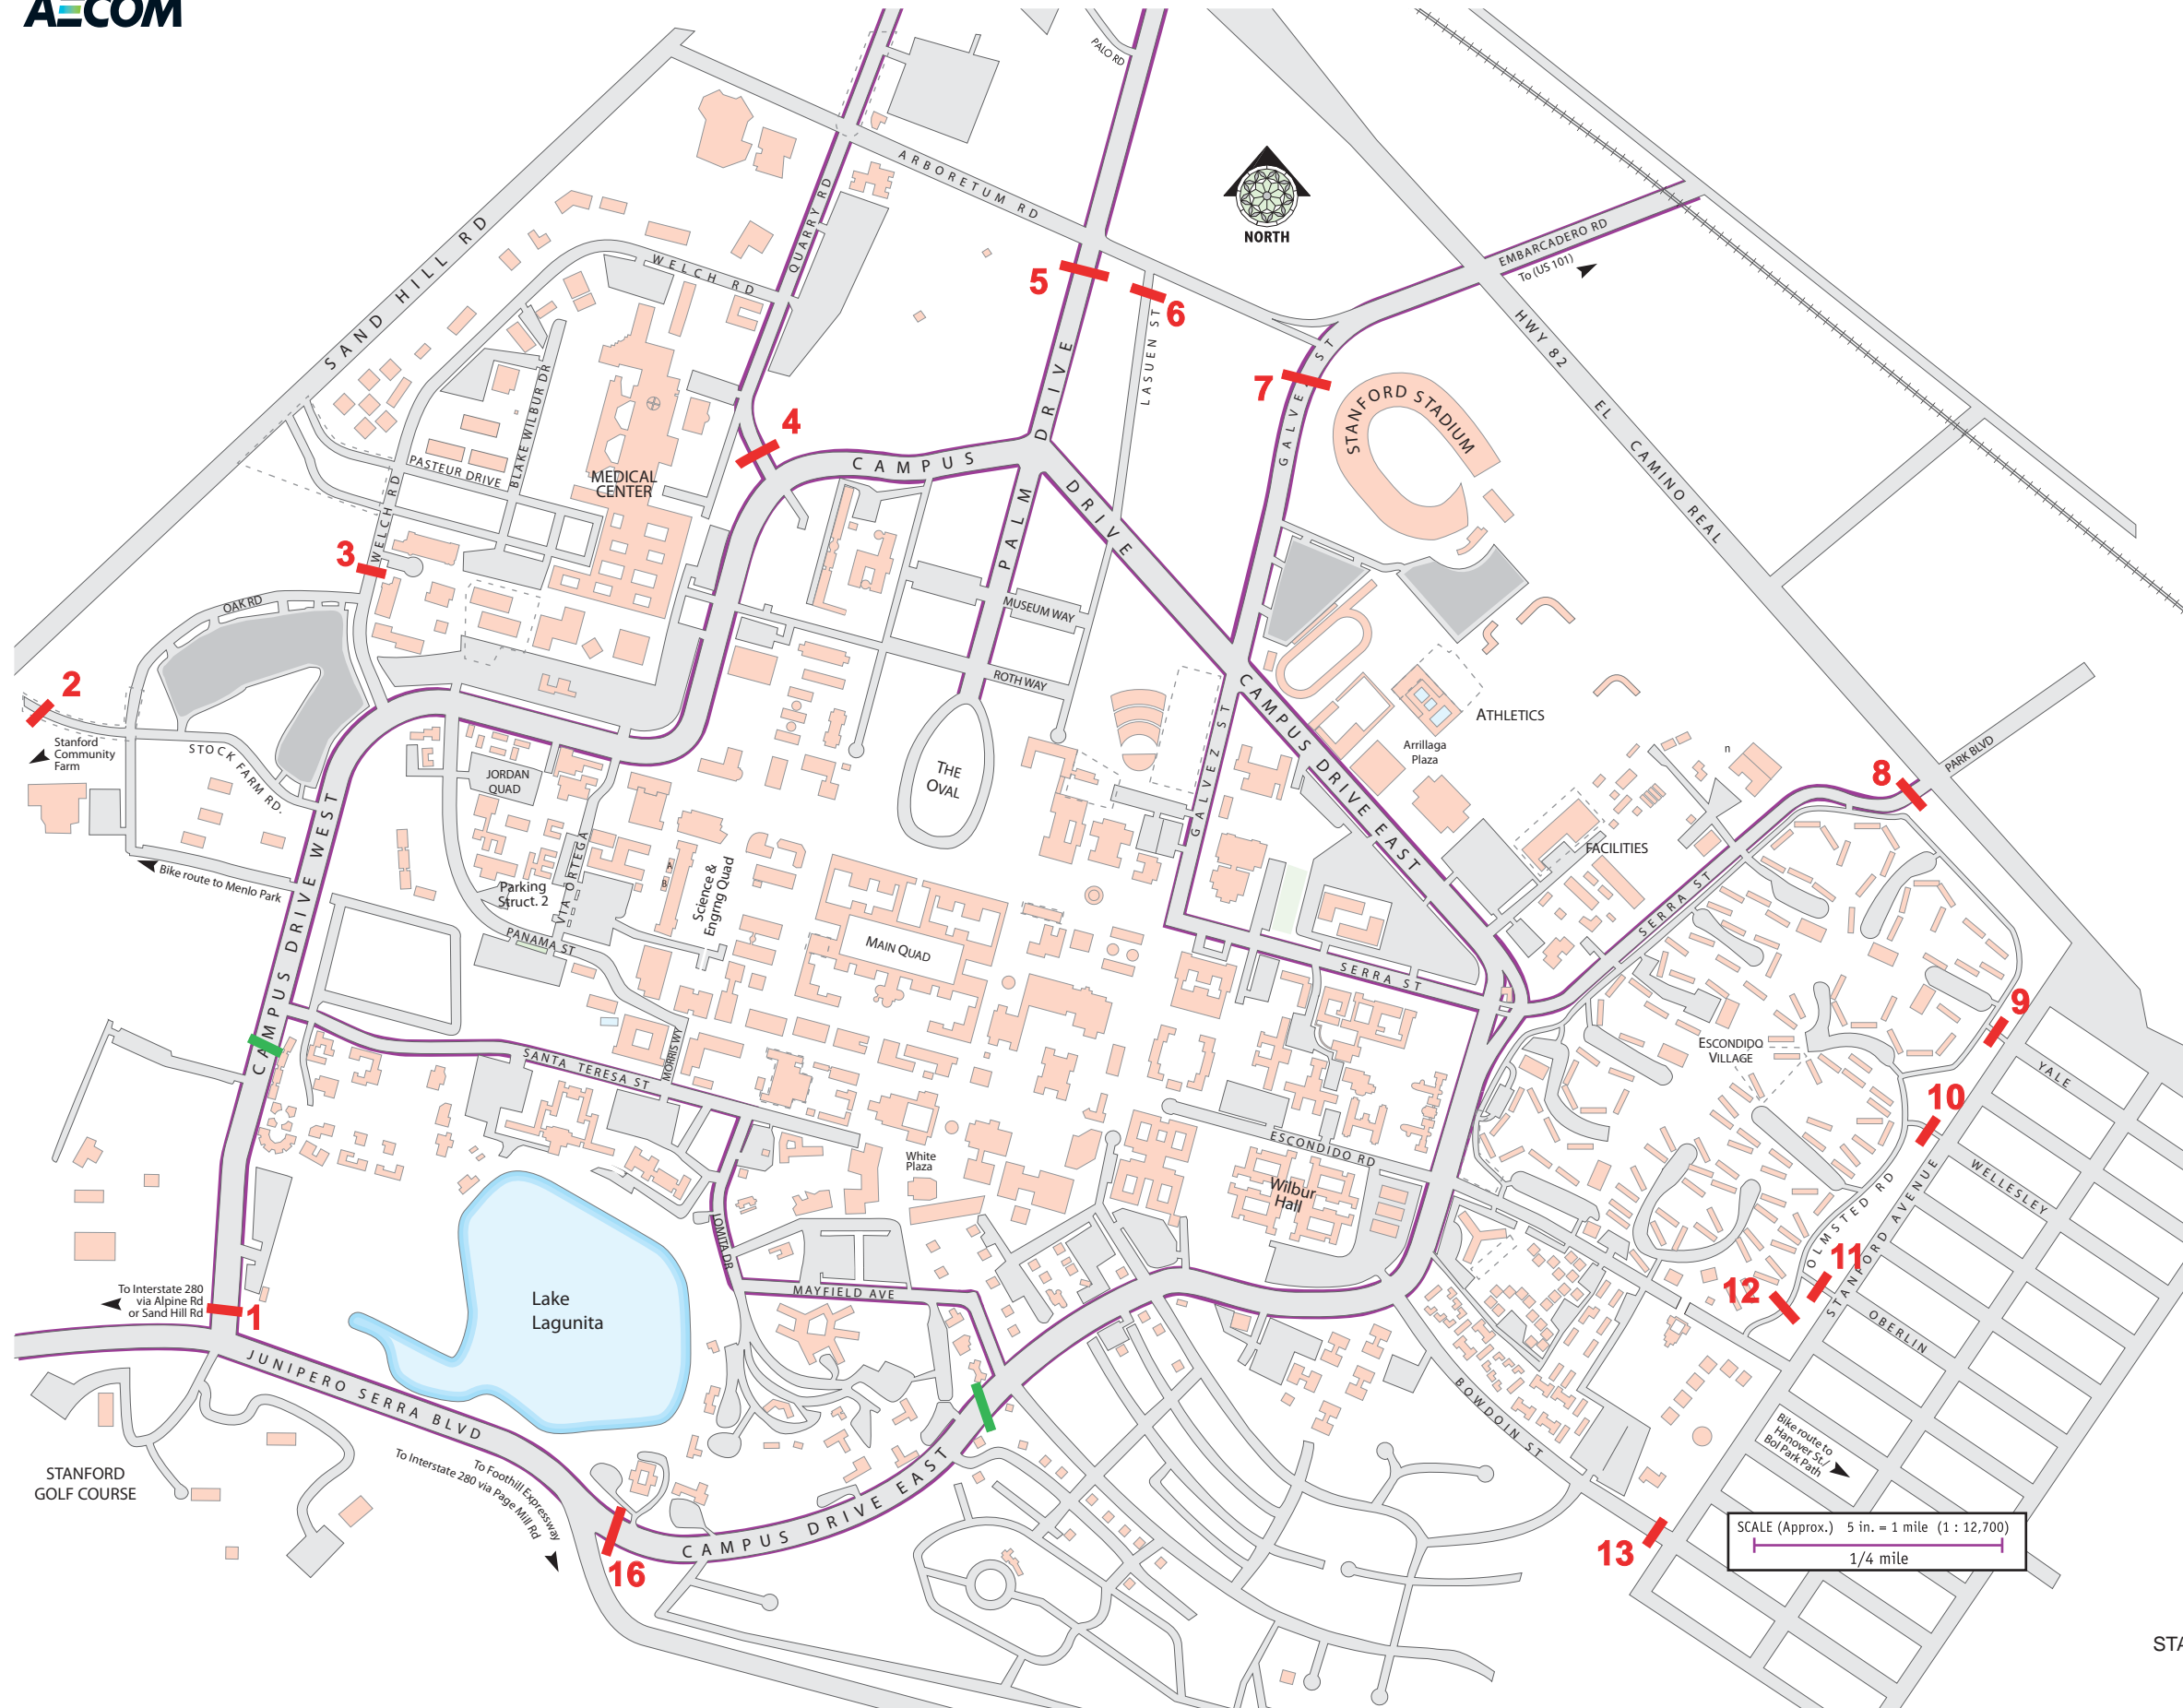 AECOM
PALO RD
ARBORETUM RD
QUARRY RD
SAND HILL RD
WELCH RD
NORTH
EMBARCADERO RD
To (US 101)
5
6
LASUEN ST
7
GALVEZ ST
STANFORD STADIUM
HWY 82
EL CAMINO REAL
PALM DRIVE
4
CAMPUS DRIVE
BLAKE WILBUR DR
PASTEUR DRIVE
MEDICAL
CENTER
WELCH RD
3
OAK RD
MUSEUM WAY
ROTH WAY
2
Stanford
Community
Farm
STOCK FARM RD.
JORDAN
QUAD
THE
OVAL
GALVEZ ST
CAMPUS DRIVE EAST
ATHLETICS
Arrillaga
Plaza
n
PARK BLVD
8
FACILITIES
SERRA ST
Bike route to Menlo Park
CAMPUS DRIVE WEST
Parking
Struct. 2
VIA ORTEGA
A
B
Science &
Engrng Quad
PANAMA ST
MAIN QUAD
SERRA ST
9
ESCONDIDO
VILLAGE
YALE
SANTA TERESA ST
MORRIS WY
10
ESCONDIDO RD
White
Plaza
Wilbur
Hall
WELLESLEY
OLMSTED RD
STANFORD AVENUE
LOMITA DR
11
12
OBERLIN
MAYFIELD AVE
Lake
Lagunita
To Interstate 280
via Alpine Rd
or Sand Hill Rd
1
JUNIPERO SERRA BLVD
BOWDOIN ST
Bike route to
Hanover St./
Bol Park Path
STANFORD
GOLF COURSE
To Foothill Expressway
To Interstate 280 via Page Mill Rd
CAMPUS DRIVE EAST
16
13
SCALE (Approx.) 5 in. = 1 mile (1 : 12,700)
1/4 mile
STA